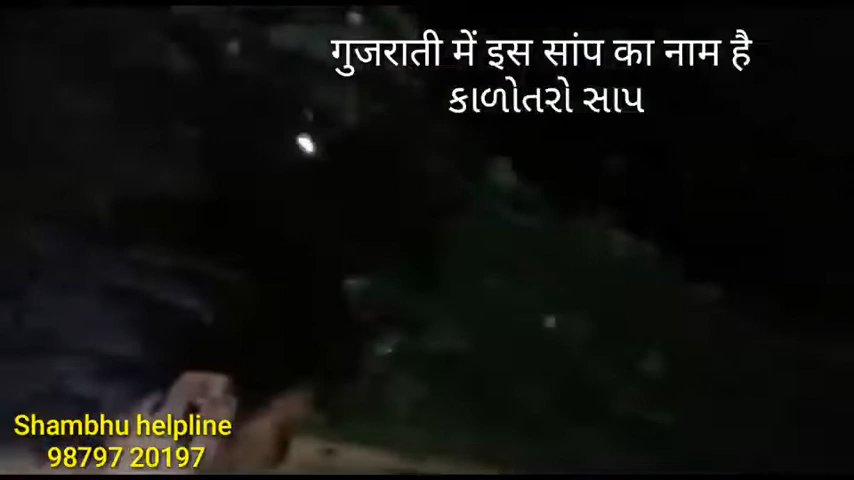 गुजराती में इस सांप का नाम है
કાળોતરો સાપ
Shambhu helpline
98797 20197